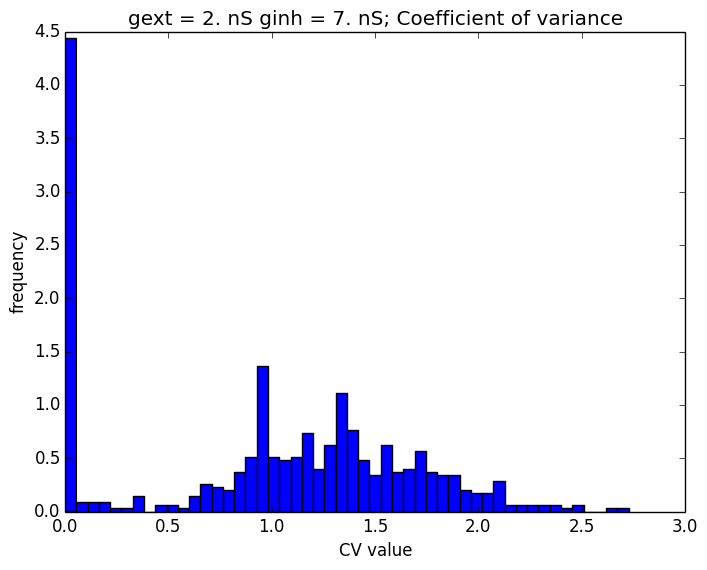 gext = 2. nS ginh = 7. nS; Coefficient of variance
4.5
4.0
3.5
3.0
2.5
2.0
1.5
1.0
0.5
0.0
frequency
0.0 0.5 1.0 1.5 2.0 2.5 3.0
CV value